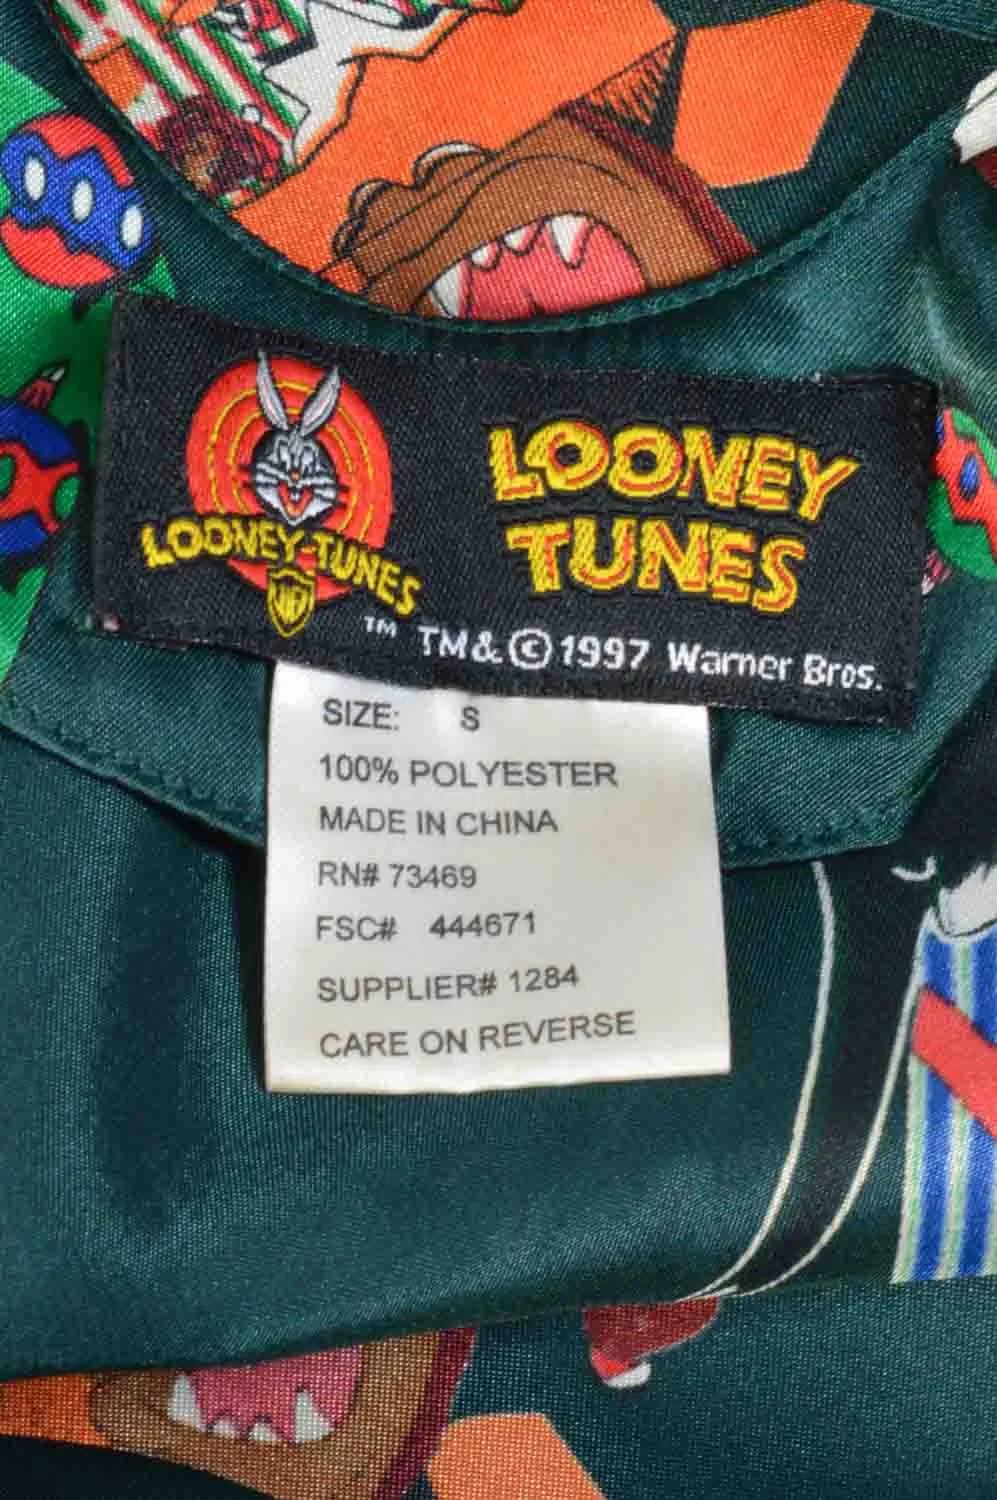 LOONEY TUNES
WB
LOONEY
TUNES
™ TM & © 1997 Warner Bros.
SIZE: S
100% POLYESTER
MADE IN CHINA
RN# 73469
FSC# 444671
SUPPLIER# 1284
CARE ON REVERSE